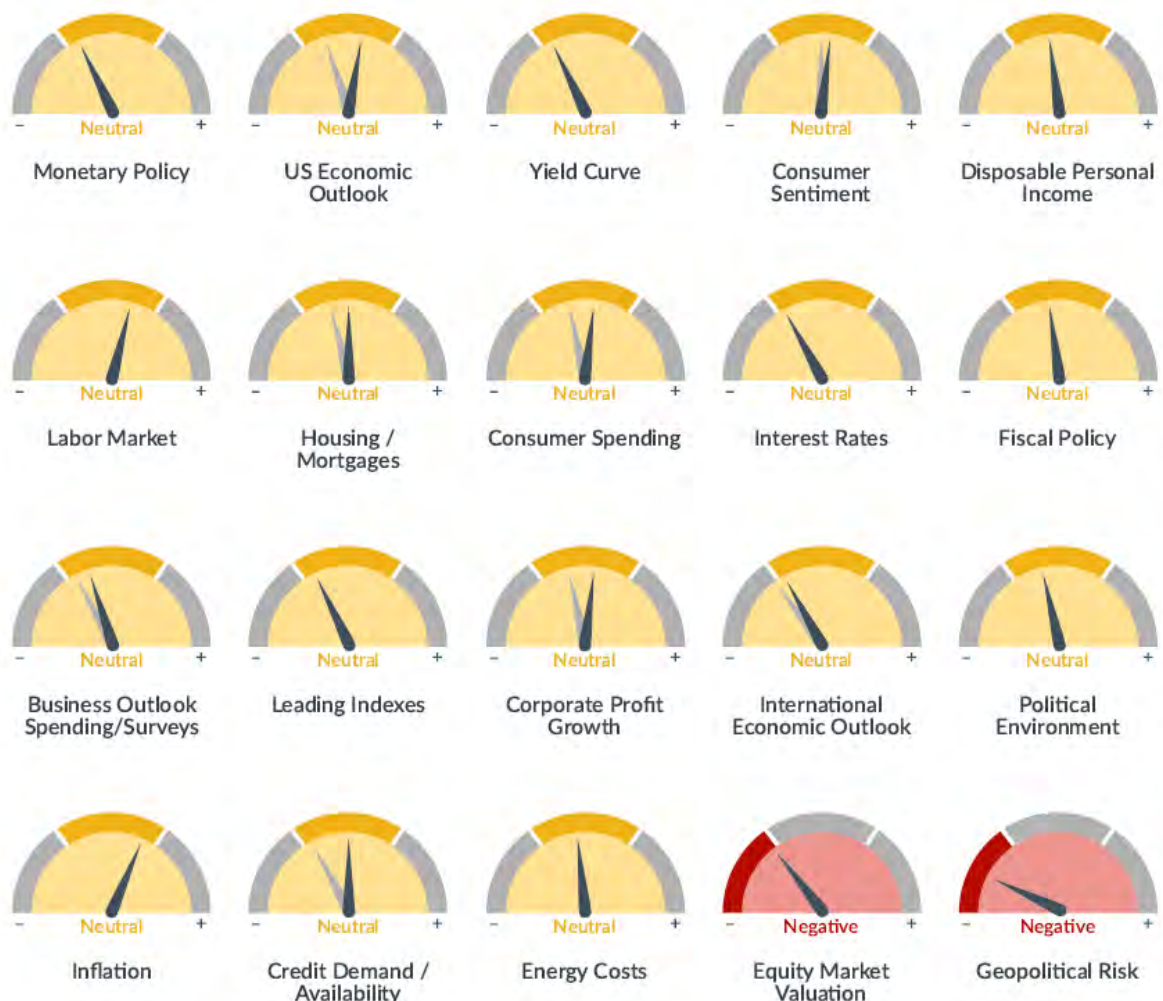 - Neutral +
- Neutral +
- Neutral +
- Neutral +
- Neutral +
Monetary Policy
US Economic
Outlook
Yield Curve
Consumer
Sentiment
Disposable Personal
Income
- Neutral +
- Neutral +
- Neutral +
- Neutral +
- Neutral +
Labor Market
Housing /
Mortgages
Consumer Spending
Interest Rates
Fiscal Policy
- Neutral +
- Neutral +
- Neutral +
- Neutral +
- Neutral +
Business Outlook
Spending/Surveys
Leading Indexes
Corporate Profit
Growth
International
Economic Outlook
Political
Environment
- Neutral +
- Neutral +
- Neutral +
- Negative +
- Negative +
Inflation
Credit Demand /
Availability
Energy Costs
Equity Market
Valuation
Geopolitical Risk